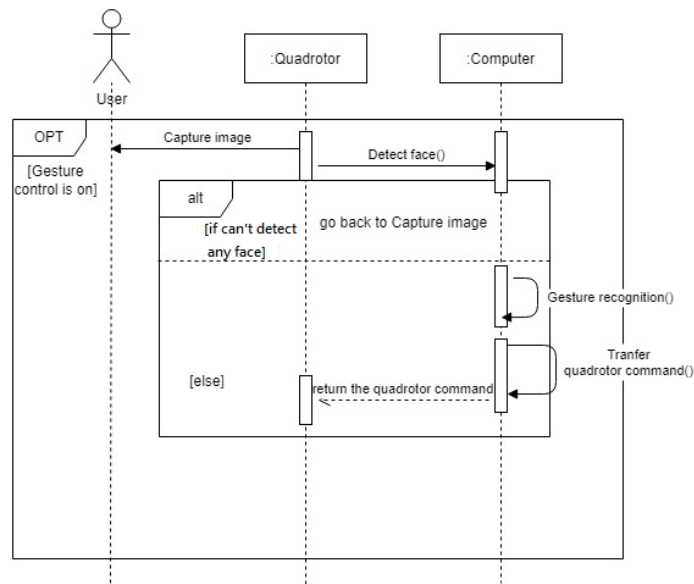 :Quadrotor
:Computer
User
OPT
Capture image
Detect face()
[Gesture
control is on]
alt
[if can't detect
any face]
go back to Capture image
Gesture recognition()
Tranfer
quadrotor command()
[else]
return the quadrotor command